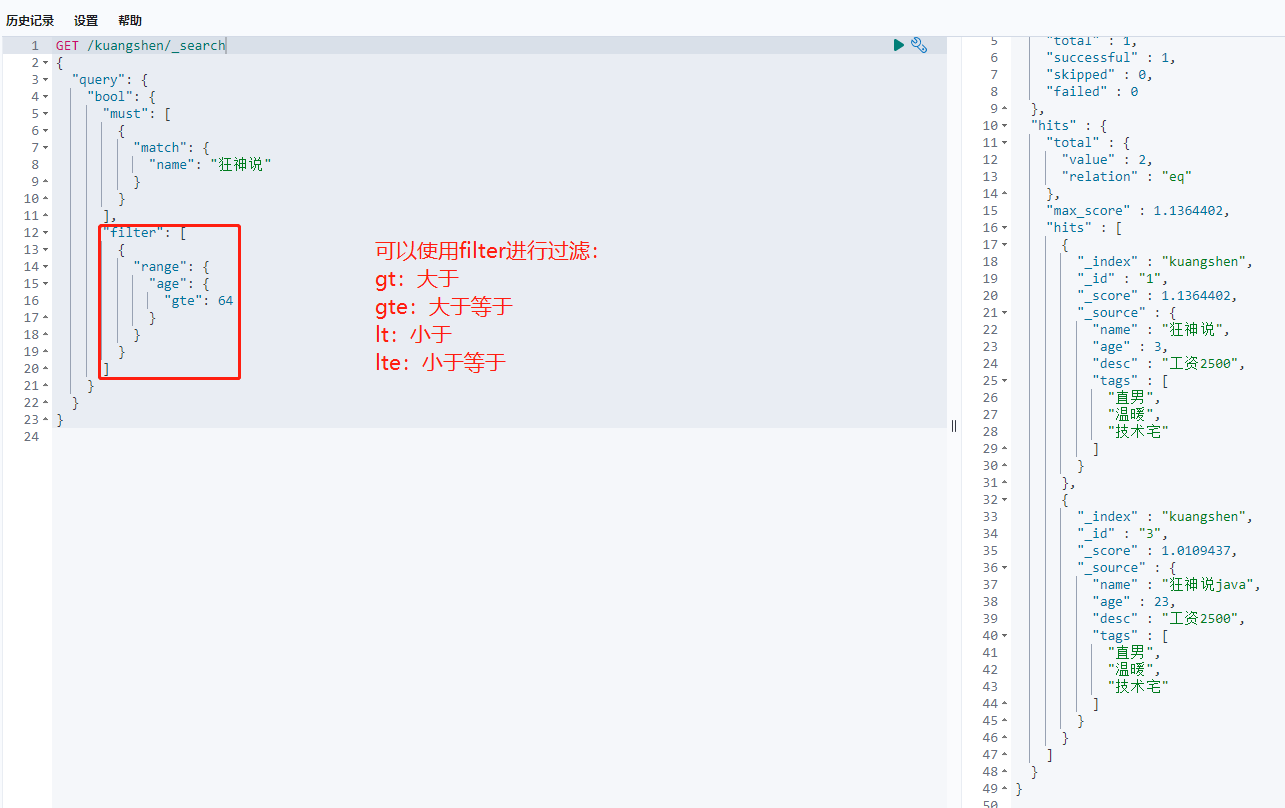 历史记录 设置 帮助
1 GET /kuangshen/_search
2 {
3 "query": {
4 "bool": {
5 "must": [
6 {
7 "match": {
8 "name": "狂神说"
9 }
10 }
11 ],
12 "filter": [
13 {
14 "range": {
15 "age": {
16 "gte": 64
17 }
18 }
19 }
20 ]
21 }
22 }
23 }
24
可以使用filter进行过滤：
gt：大于
gte：大于等于
lt：小于
lte：小于等于
5 "total" : 1,
6 "successful" : 1,
7 "skipped" : 0,
8 "failed" : 0
9 },
10 "hits" : {
11 "total" : {
12 "value" : 2,
13 "relation" : "eq"
14 },
15 "max_score" : 1.1364402,
16 "hits" : [
17 {
18 "_index" : "kuangshen",
19 "_id" : "1",
20 "_score" : 1.1364402,
21 "_source" : {
22 "name" : "狂神说",
23 "age" : 3,
24 "desc" : "工资2500",
25 "tags" : [
26 "直男",
27 "温暖",
28 "技术宅"
29 ]
30 }
31 },
32 {
33 "_index" : "kuangshen",
34 "_id" : "3",
35 "_score" : 1.0109437,
36 "_source" : {
37 "name" : "狂神说java",
38 "age" : 23,
39 "desc" : "工资2500",
40 "tags" : [
41 "直男",
42 "温暖",
43 "技术宅"
44 ]
45 }
46 }
47 ]
48 }
49 }
50